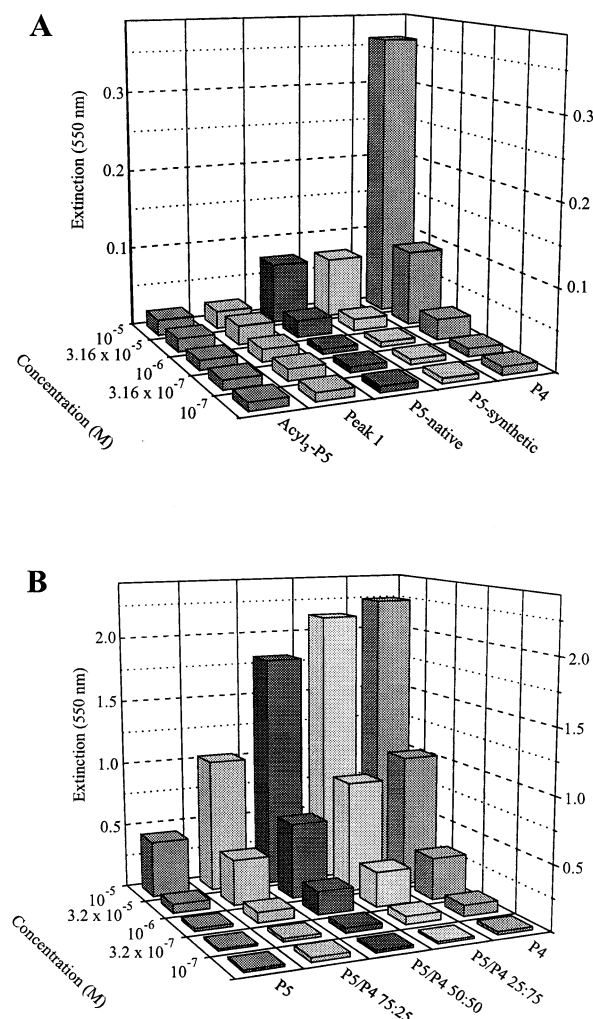 A
Extinction (550 nm)
0.3
0.2
0.1
0.3
0.2
0.1
10-5
3.16 x 10-5
10-6
3.16 x 10-7
10-7
Concentration (M)
Acyl3-P5
Peak 1
P5-native
P5-synthetic
P4
B
Extinction (550 nm)
2.0
1.5
1.0
0.5
2.0
1.5
1.0
0.5
10-5
3.2 x 10-5
10-6
3.2 x 10-7
10-7
Concentration (M)
P5
P5/P4 75:25
P5/P4 50:50
P5/P4 25:75
P4